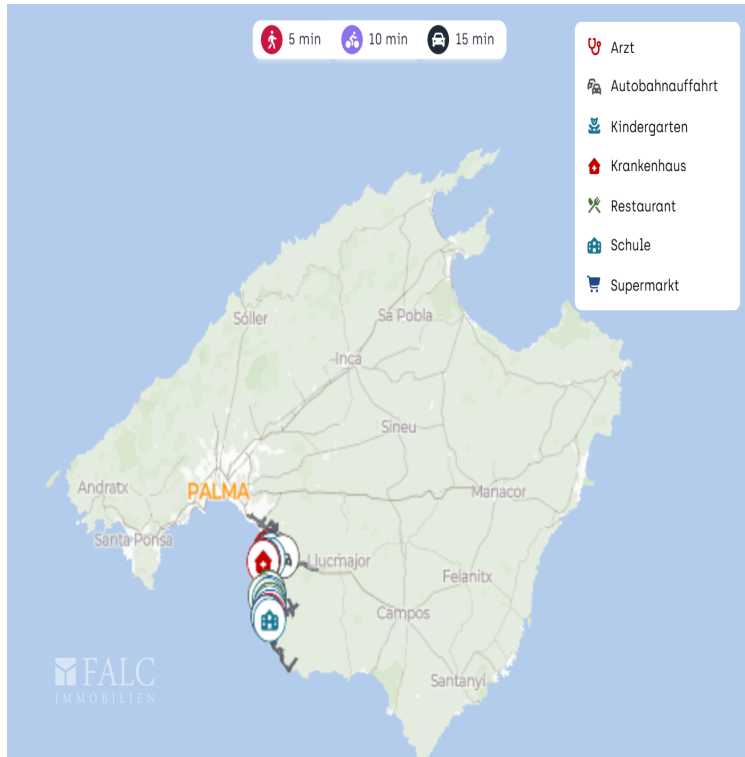 5 min
10 min
15 min
Arzt
Autobahnauffahrt
Kindergarten
Krankenhaus
Restaurant
Schule
Supermarkt
Sóller
Sa Pobla
Inca
Sineu
Andratx
PALMA
Manacor
Santa Ponsa
Llucmajor
Felanitx
Campos
Santanyí
FALC
IMMOBILIEN